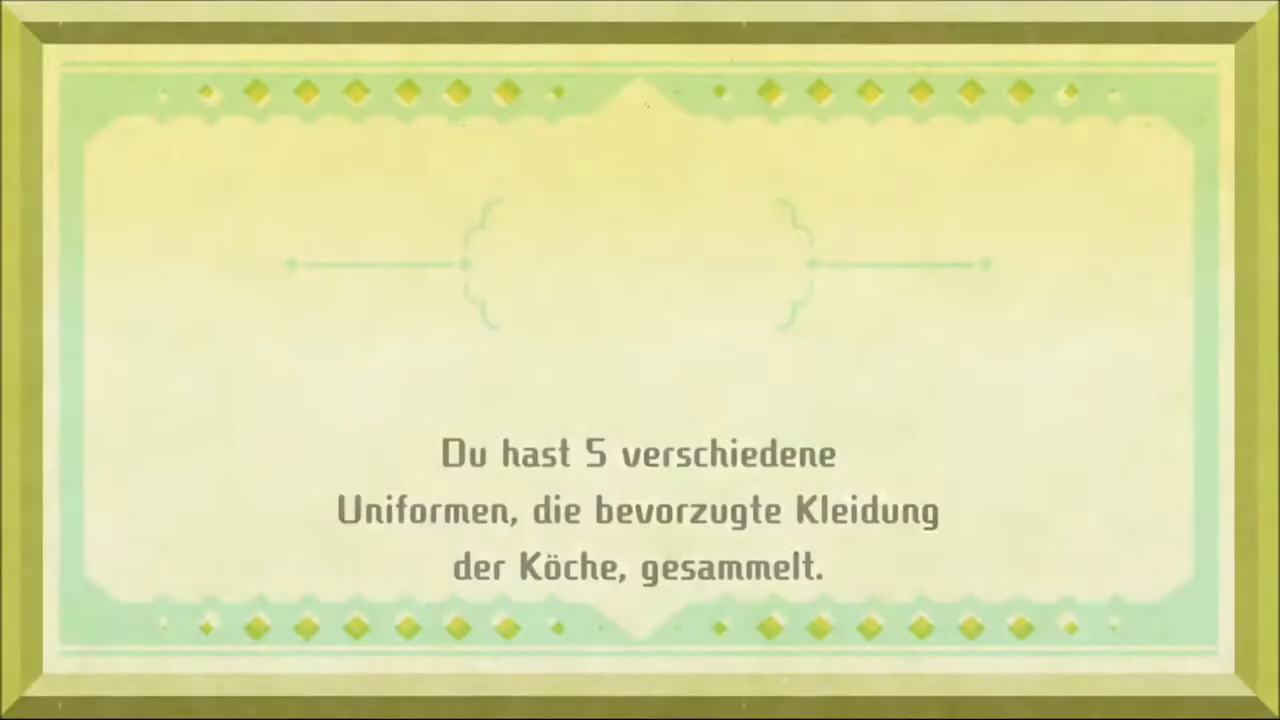 Du hast 5 verschiedene
Uniformen, die bevorzugte Kleidung
der Köche, gesammelt.